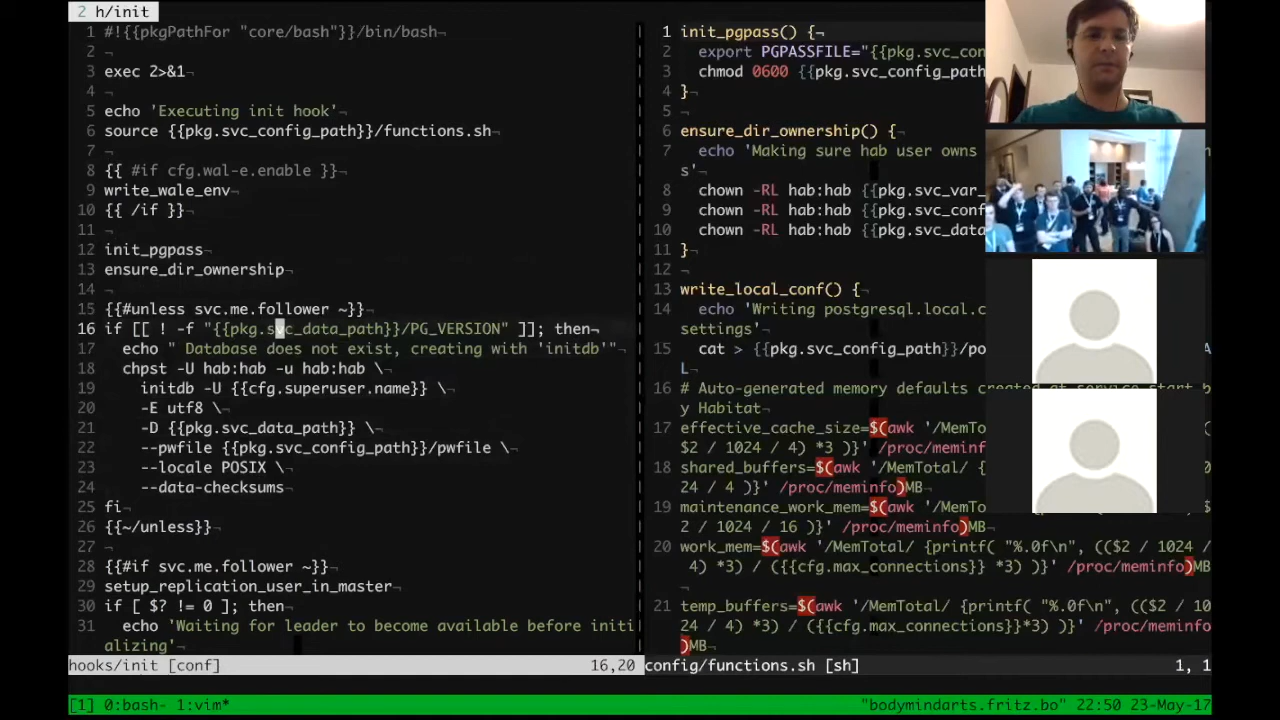 2 h/init
1 #!{{pkgPathFor "core/bash"}}/bin/bash
2 ¬
3 exec 2>&1
4 ¬
5 echo 'Executing init hook'¬
6 source {{pkg.svc_config_path}}/functions.sh
7 ¬
8 {{ #if cfg.wal-e.enable }}¬
9 write_wale_env
10 {{ /if }}¬
11 ¬
12 init_pgpass
13 ensure_dir_ownership¬
14 ¬
15 {{#unless svc.me.follower ~}}¬
16 if [[ ! -f "{{pkg.svc_data_path}}/PG_VERSION" ]]; then¬
17 echo " Database does not exist, creating with 'initdb'"¬
18 chpst -U hab:hab -u hab:hab \¬
19 initdb -U {{cfg.superuser.name}} \¬
20 -E utf8 \¬
21 -D {{pkg.svc_data_path}} \¬
22 --pwfile {{pkg.svc_config_path}}/pwfile \¬
23 --locale POSIX \¬
24 --data-checksums¬
25 fi¬
26 {{~/unless}}¬
27 ¬
28 {{#if svc.me.follower ~}}¬
29 setup_replication_user_in_master¬
30 if [ $? != 0 ]; then¬
31 echo 'Waiting for leader to become available before initi
alizing'¬
hooks/init [conf] 16,20
1 init_pgpass() {¬
2 export PGPASSFILE="{{pkg.svc_con
3 chmod 0600 {{pkg.svc_config_path
4 }¬
5
6 ensure_dir_ownership() {¬
7 echo 'Making sure hab user owns
s'¬
8 chown -RL hab:hab {{pkg.svc_var_
9 chown -RL hab:hab {{pkg.svc_conf
10 chown -RL hab:hab {{pkg.svc_data
11 }¬
12
13 write_local_conf() {¬
14 echo 'Writing postgresql.local.c
settings'¬
15 cat > {{pkg.svc_config_path}}/po
L¬
16 # Auto-generated memory defaults created at service start b
y Habitat¬
17 effective_cache_size=$(awk '/MemTo
$2 / 1024 / 4) *3 )}' /proc/meminfo
18 shared_buffers=$(awk '/MemTotal/ {
24 / 4 )}' /proc/meminfo)MB¬
19 maintenance_work_mem=$(awk '/MemTo
2 / 1024 / 16 )}' /proc/meminfo)MB¬
20 work_mem=$(awk '/MemTotal/ {printf( "%.0f\n", (($2 / 1024 /
4) *3) / ({{cfg.max_connections}} *3) )}' /proc/meminfo)MB
21 temp_buffers=$(awk '/MemTotal/ {printf( "%.0f\n", (($2 / 10
24 / 4) *3) / ({{cfg.max_connections}}*3) )}' /proc/meminfo
)MB¬
config/functions.sh [sh] 1, 1
[1] 0:bash- 1:vim* "bodymindarts.fritz.bo" 22:50 23-May-17